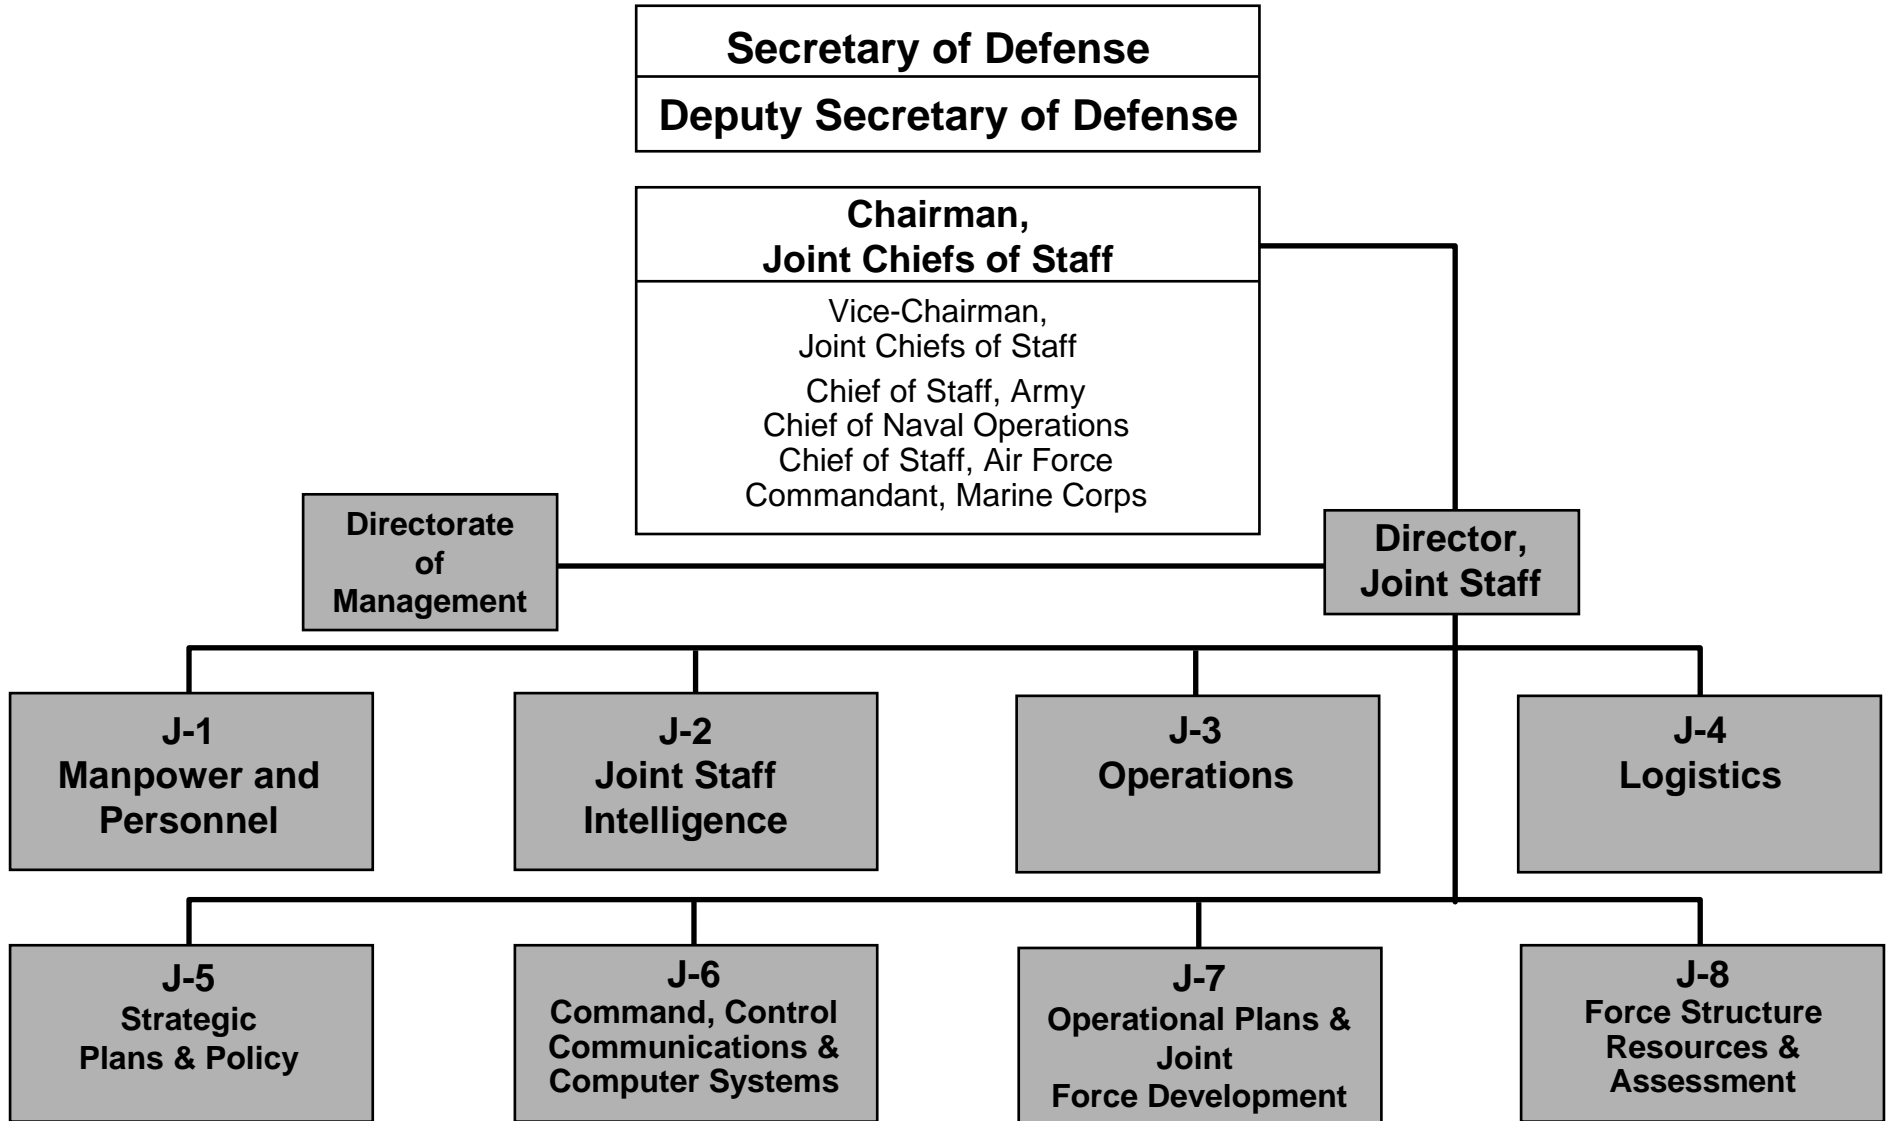 Secretary of Defense
Deputy Secretary of Defense
Chairman,
Joint Chiefs of Staff
Vice-Chairman,
Joint Chiefs of Staff
Chief of Staff, Army
Chief of Naval Operations
Chief of Staff, Air Force
Commandant, Marine Corps
Directorate
of
Management
Director,
Joint Staff
J-1
Manpower and
Personnel
J-2
Joint Staff
Intelligence
J-3
Operations
J-4
Logistics
J-5
Strategic
Plans & Policy
J-6
Command, Control
Communications &
Computer Systems
J-7
Operational Plans &
Joint
Force Development
J-8
Force Structure
Resources &
Assessment